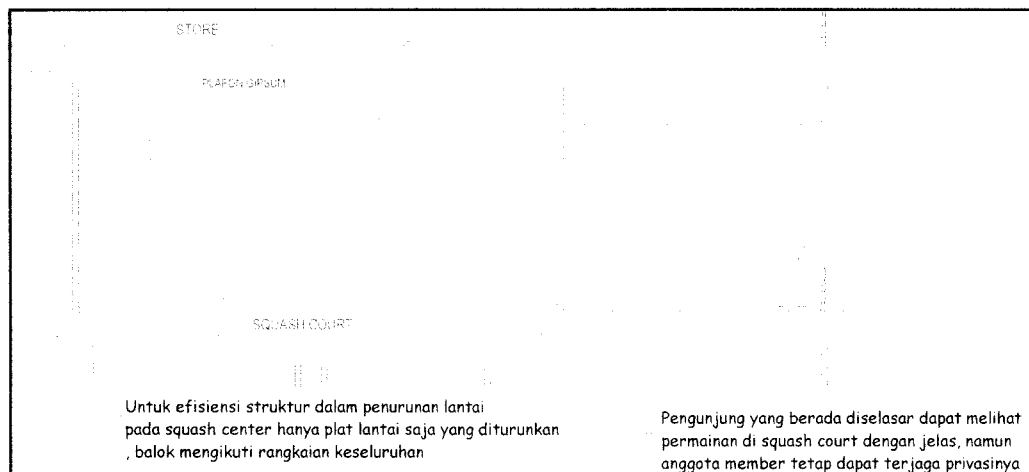 STORE
PLAFON GIPSUM
SQUASH COURT
Untuk efisiensi struktur dalam penurunan lantai
pada squash center hanya plat lantai saja yang diturunkan
, balok mengikuti rangkaian keseluruhan
Pengunjung yang berada diselasar dapat melihat
permainan di squash court dengan jelas, namun
anggota member tetap dapat terjaga privasinya